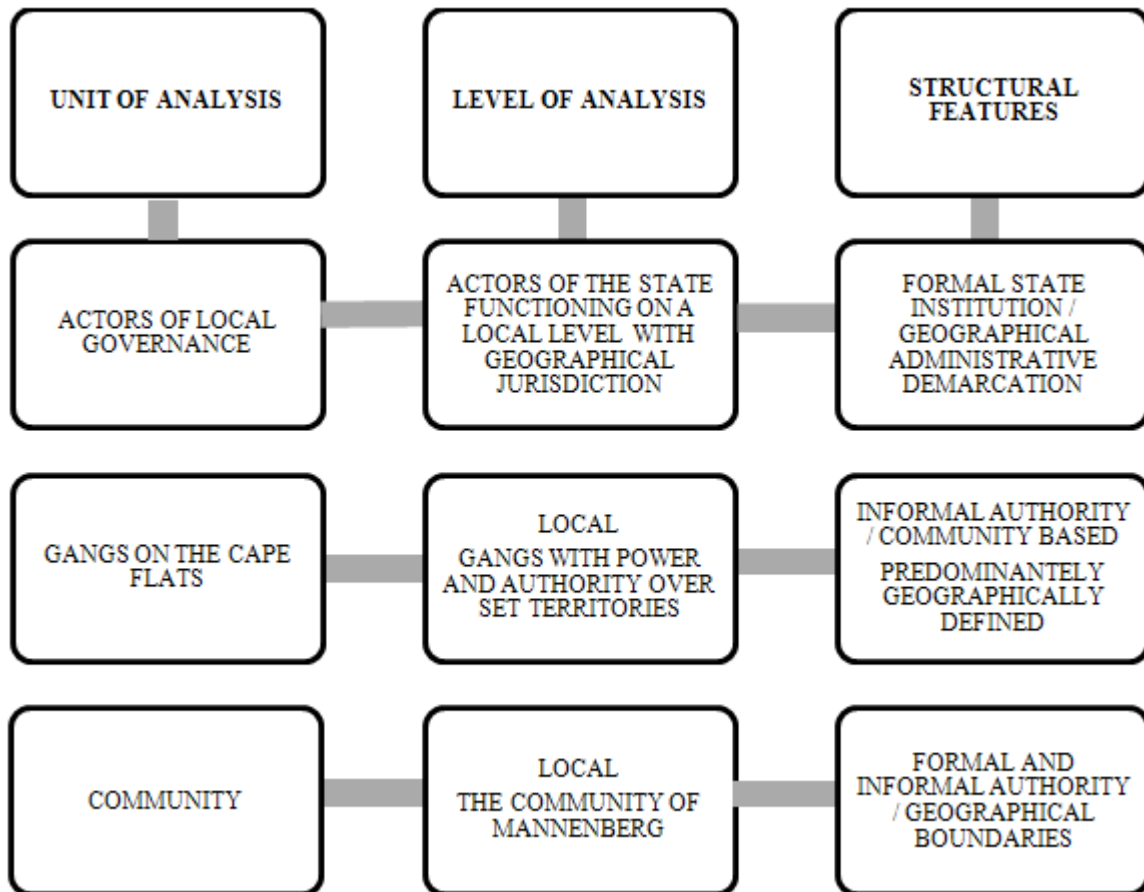 UNIT OF ANALYSIS
LEVEL OF ANALYSIS
STRUCTURAL
FEATURES
ACTORS OF LOCAL
GOVERNANCE
ACTORS OF THE STATE
FUNCTIONING ON A
LOCAL LEVEL WITH
GEOGRAPHICAL
JURISDICTION
FORMAL STATE
INSTITUTION /
GEOGRAPHICAL
ADMINISTRATIVE
DEMARCATION
GANGS ON THE CAPE
FLATS
LOCAL
GANGS WITH POWER
AND AUTHORITY OVER
SET TERRITORIES
INFORMAL AUTHORITY
/ COMMUNITY BASED
PREDOMINANTELY
GEOGRAPHICALLY
DEFINED
COMMUNITY
LOCAL
THE COMMUNITY OF
MANNENBERG
FORMAL AND
INFORMAL AUTHORITY
/ GEOGRAPHICAL
BOUNDARIES